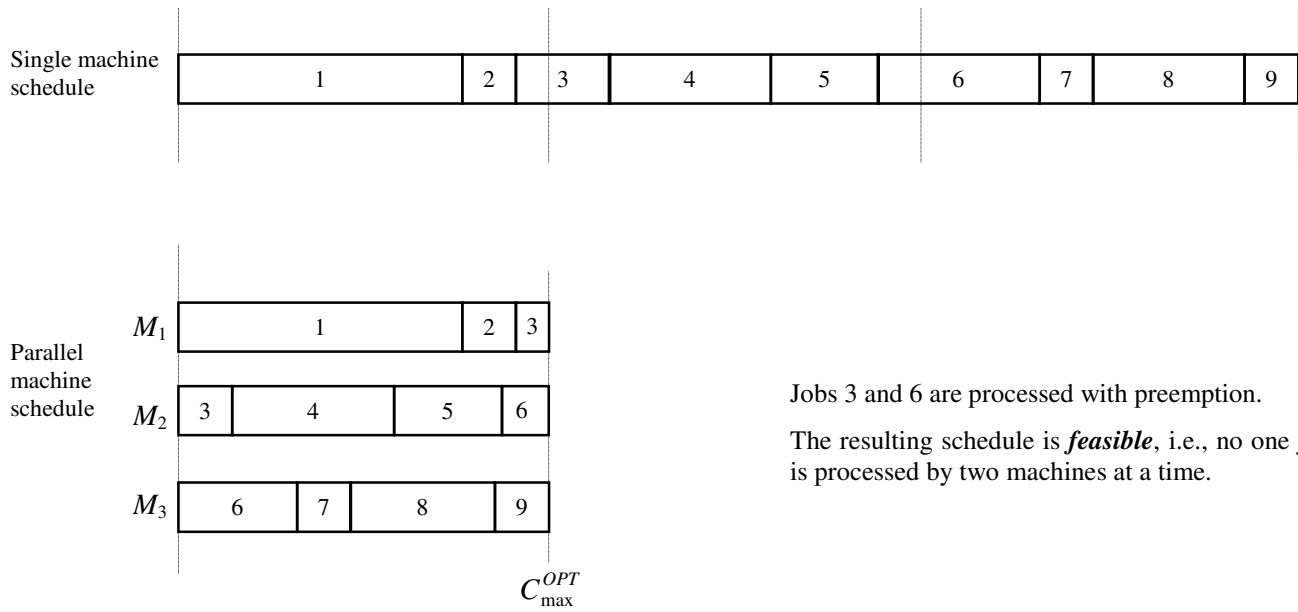 Single machine
schedule
1 2 3 4 5 6 7 8 9
Parallel
machine
schedule
M₁ 1 2 3
M₂ 3 4 5 6
M₃ 6 7 8 9
C_max^OPT
Jobs 3 and 6 are processed with preemption.
The resulting schedule is feasible, i.e., no one
is processed by two machines at a time.